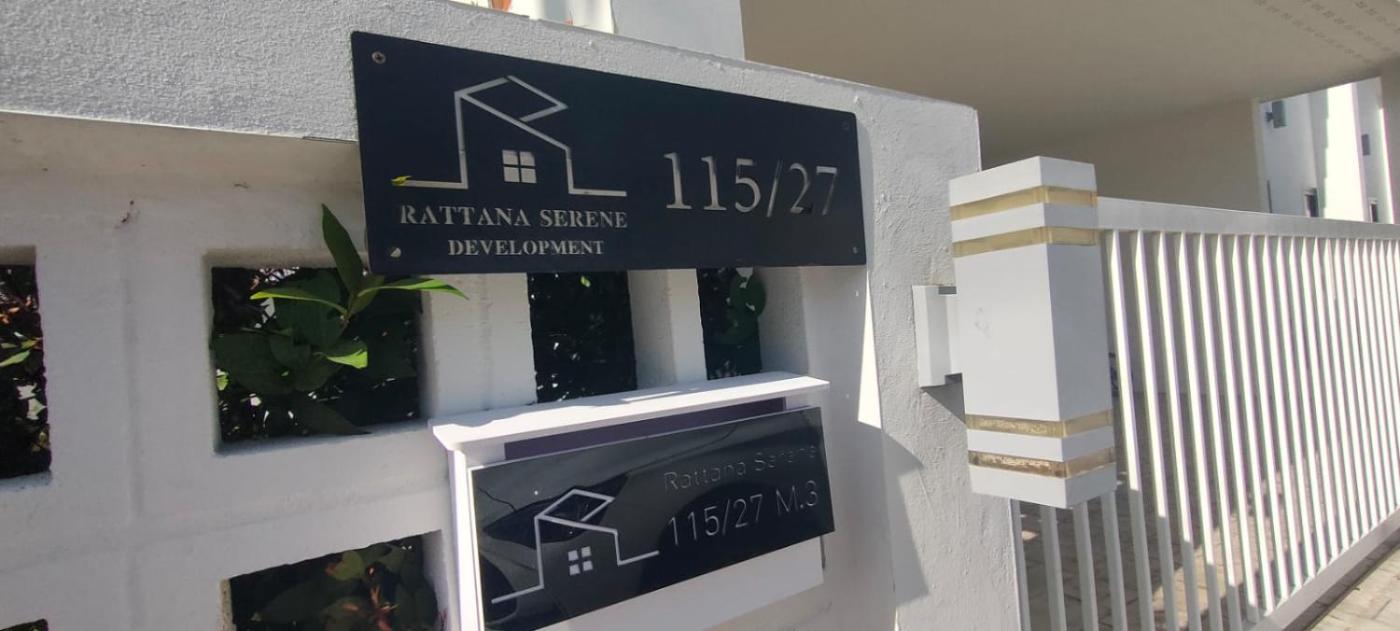 RATTANA SERENE
DEVELOPMENT
115/27
Rattana Serene
115/27 M.3